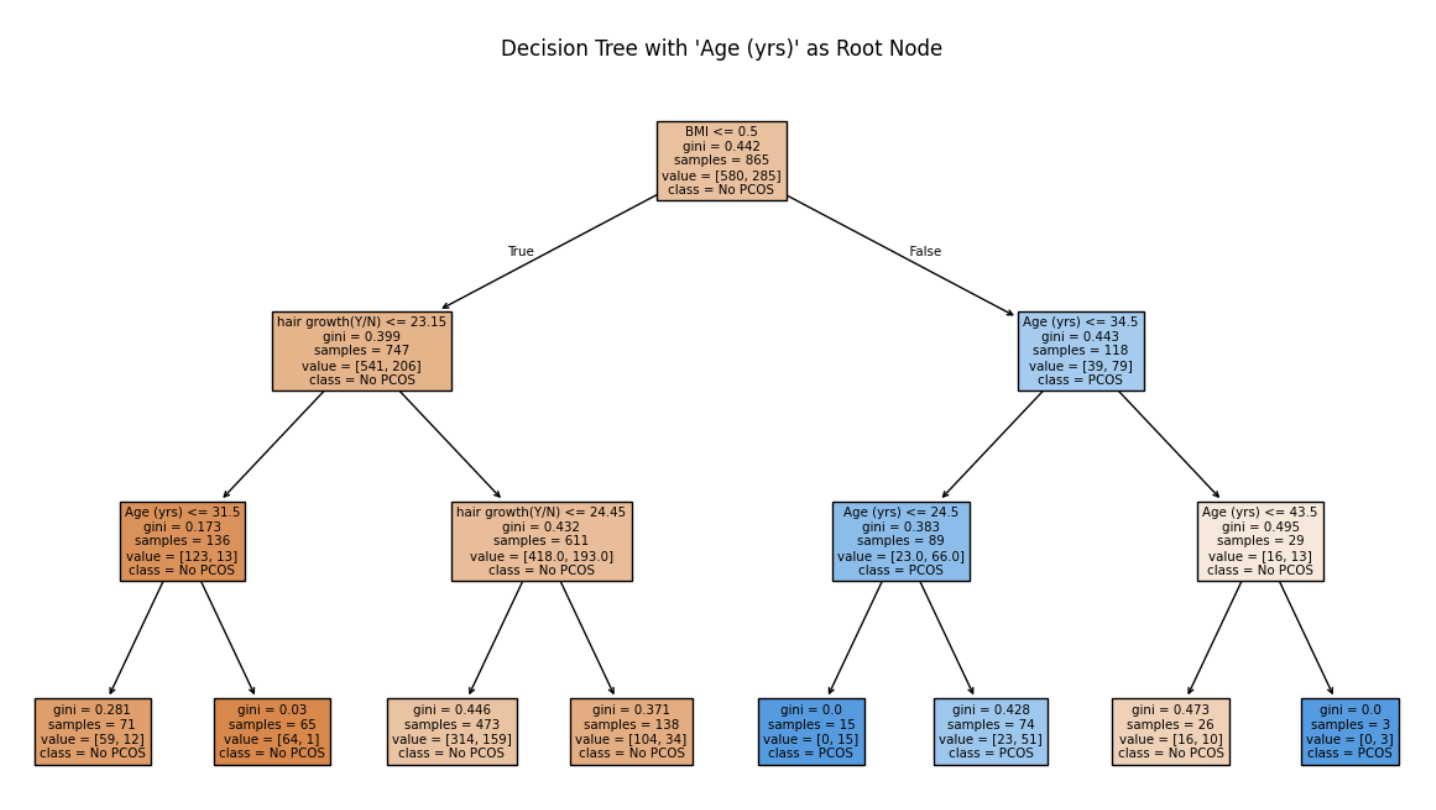 Decision Tree with 'Age (yrs)' as Root Node
BMI <= 0.5
gini = 0.442
samples = 865
value = [580, 285]
class = No PCOS
True
False
hair growth(Y/N) <= 23.15
gini = 0.399
samples = 747
value = [541, 206]
class = No PCOS
Age (yrs) <= 34.5
gini = 0.443
samples = 118
value = [39, 79]
class = PCOS
Age (yrs) <= 31.5
gini = 0.173
samples = 136
value = [123, 13]
class = No PCOS
hair growth(Y/N) <= 24.45
gini = 0.432
samples = 611
value = [418.0, 193.0]
class = No PCOS
Age (yrs) <= 24.5
gini = 0.383
samples = 89
value = [23.0, 66.0]
class = PCOS
Age (yrs) <= 43.5
gini = 0.495
samples = 29
value = [16, 13]
class = No PCOS
gini = 0.281
samples = 71
value = [59, 12]
class = No PCOS
gini = 0.03
samples = 65
value = [64, 1]
class = No PCOS
gini = 0.446
samples = 473
value = [314, 159]
class = No PCOS
gini = 0.371
samples = 138
value = [104, 34]
class = No PCOS
gini = 0.0
samples = 15
value = [0, 15]
class = PCOS
gini = 0.428
samples = 74
value = [23, 51]
class = PCOS
gini = 0.473
samples = 26
value = [16, 10]
class = No PCOS
gini = 0.0
samples = 3
value = [0, 3]
class = PCOS